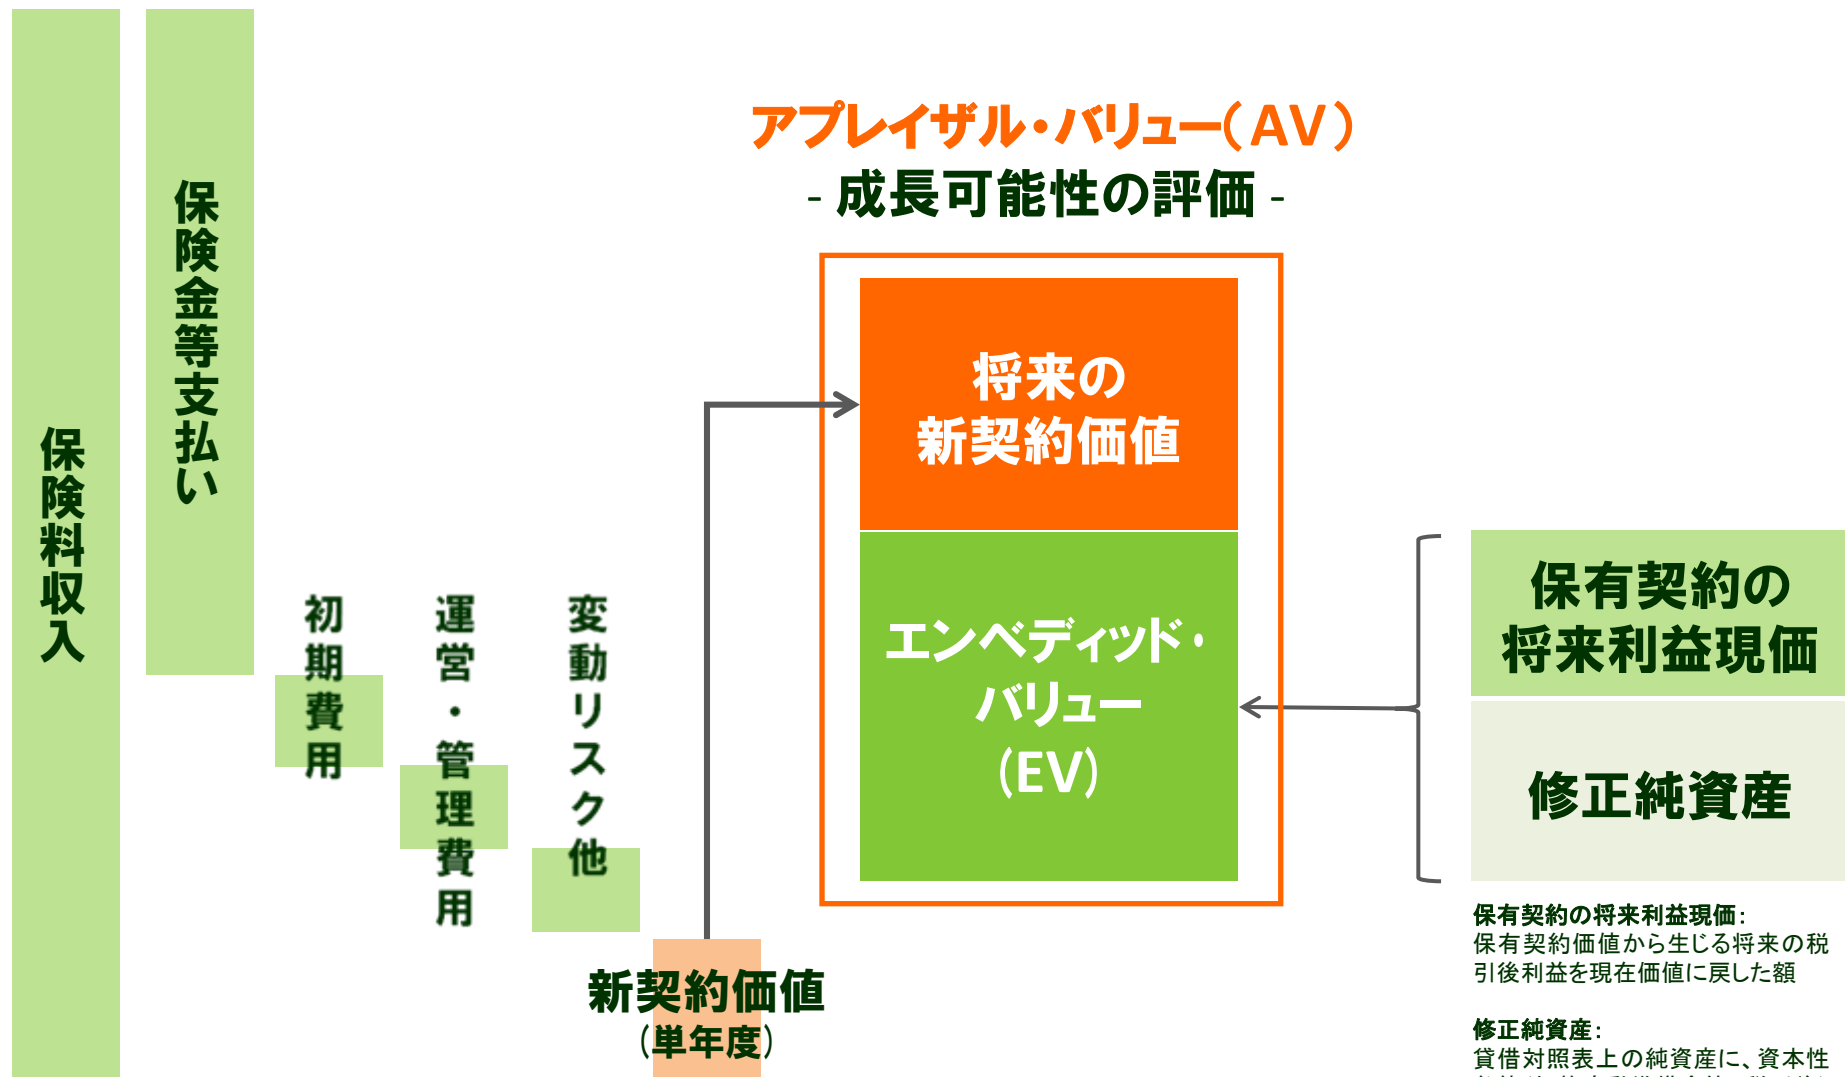 保険料収入
保険金等支払い
初期費用
運営・管理費用
変動リスク他
新契約価値
(単年度)
アプレイザル・バリュー(AV)
- 成長可能性の評価 -
将来の
新契約価値
エンベディッド・
バリュー
(EV)
保有契約の
将来利益現価
修正純資産
保有契約の将来利益現価:
保有契約価値から生じる将来の税
引後利益を現在価値に戻した額
修正純資産:
貸借対照表上の純資産に、資本性